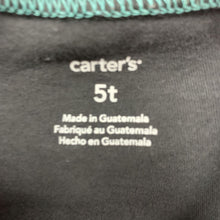 carter's
5t
Made in Guatemala
Fabriqué au Guatemala
Hecho en Guatemala